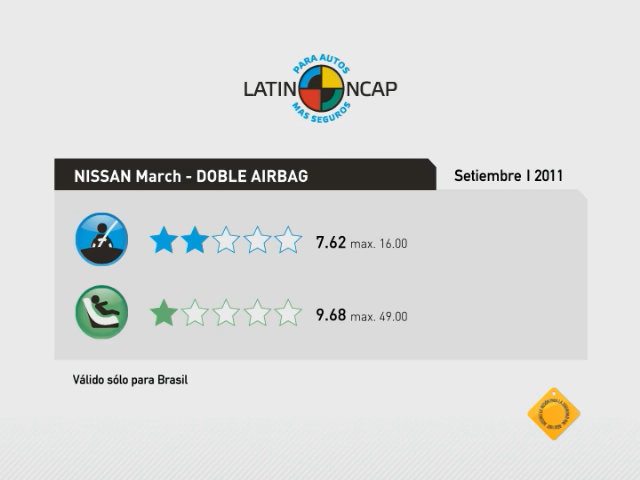 PARA AUTOS
LATIN NCAP
MAS SEGUROS
NISSAN March - DOBLE AIRBAG
Setiembre I 2011
7.62 max. 16.00
9.68 max. 49.00
Válido sólo para Brasil